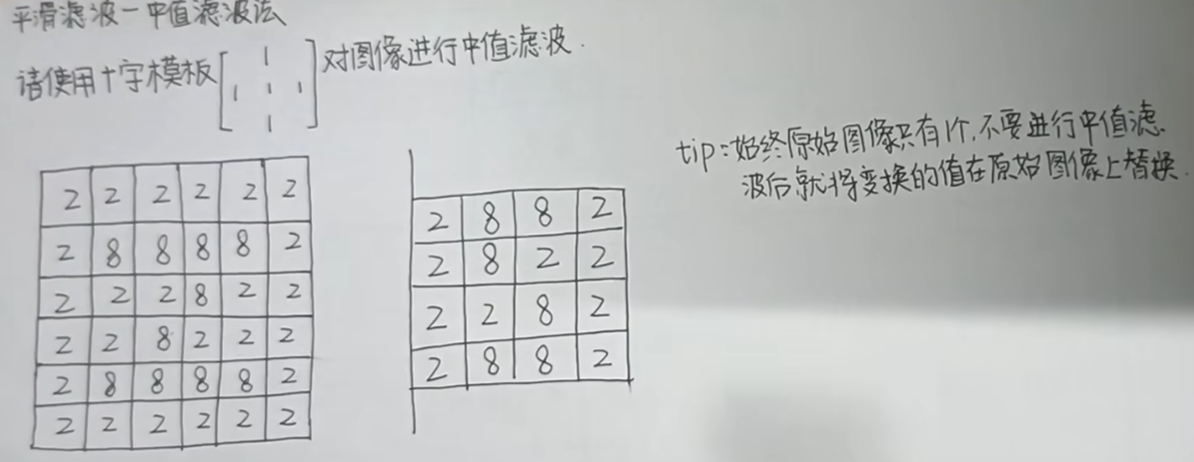 平滑滤波一中值滤波法
请使用十字模板[1 1 1 1 1]对图像进行中值滤波.
tip:始终原始图像只有1个,不要进行中值滤
波后就将变换的值在原始图像上替换.
2 2 2 2 2 2
2 8 8 8 8 2
2 2 2 8 2 2
2 2 8 2 2 2
2 8 8 8 8 2
2 2 2 2 2 2
2 8 8 2
2 8 2 2
2 2 8 2
2 8 8 2